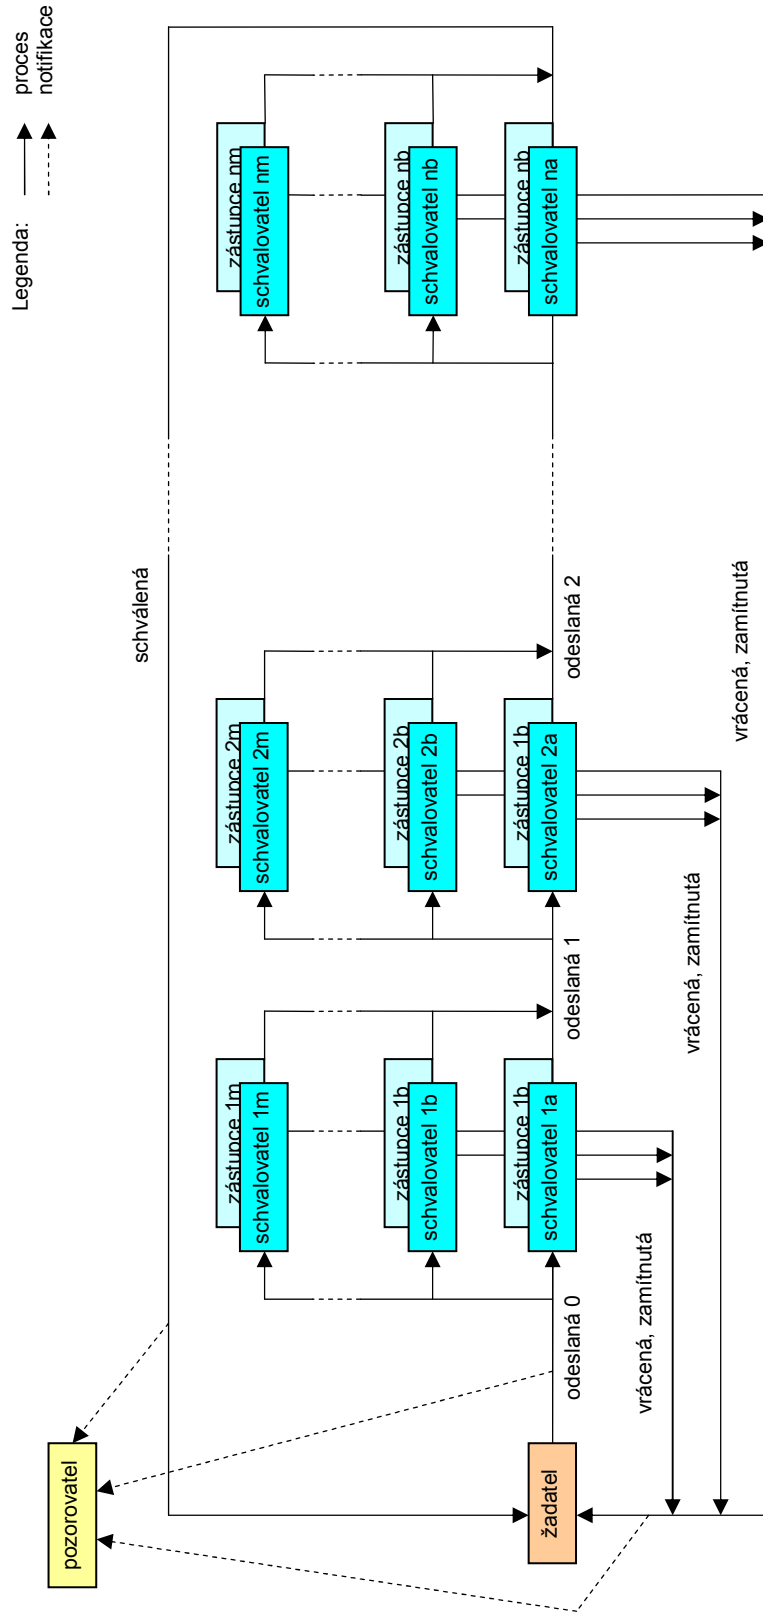 Legenda:
proces
notifikace
pozorovatel
schválená
zástupce 1m
schvalovatel 1m
zástupce 2m
schvalovatel 2m
zástupce nm
schvalovatel nm
zástupce 1b
schvalovatel 1b
zástupce 2b
schvalovatel 2b
zástupce nb
schvalovatel nb
žadatel
zástupce 1b
schvalovatel 1a
zástupce 1b
schvalovatel 2a
zástupce nb
schvalovatel na
odeslaná 0
odeslaná 1
odeslaná 2
vrácená, zamítnutá
vrácená, zamítnutá
vrácená, zamítnutá